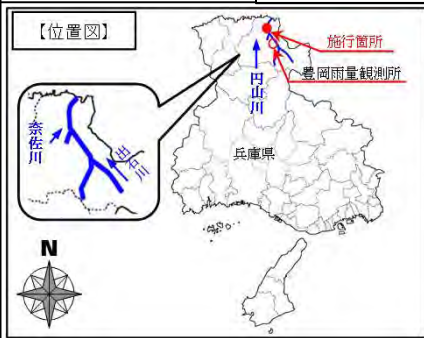 【位置図】
施行箇所
豊岡雨量観測所
円山川
奈佐川
出石川
兵庫県
N